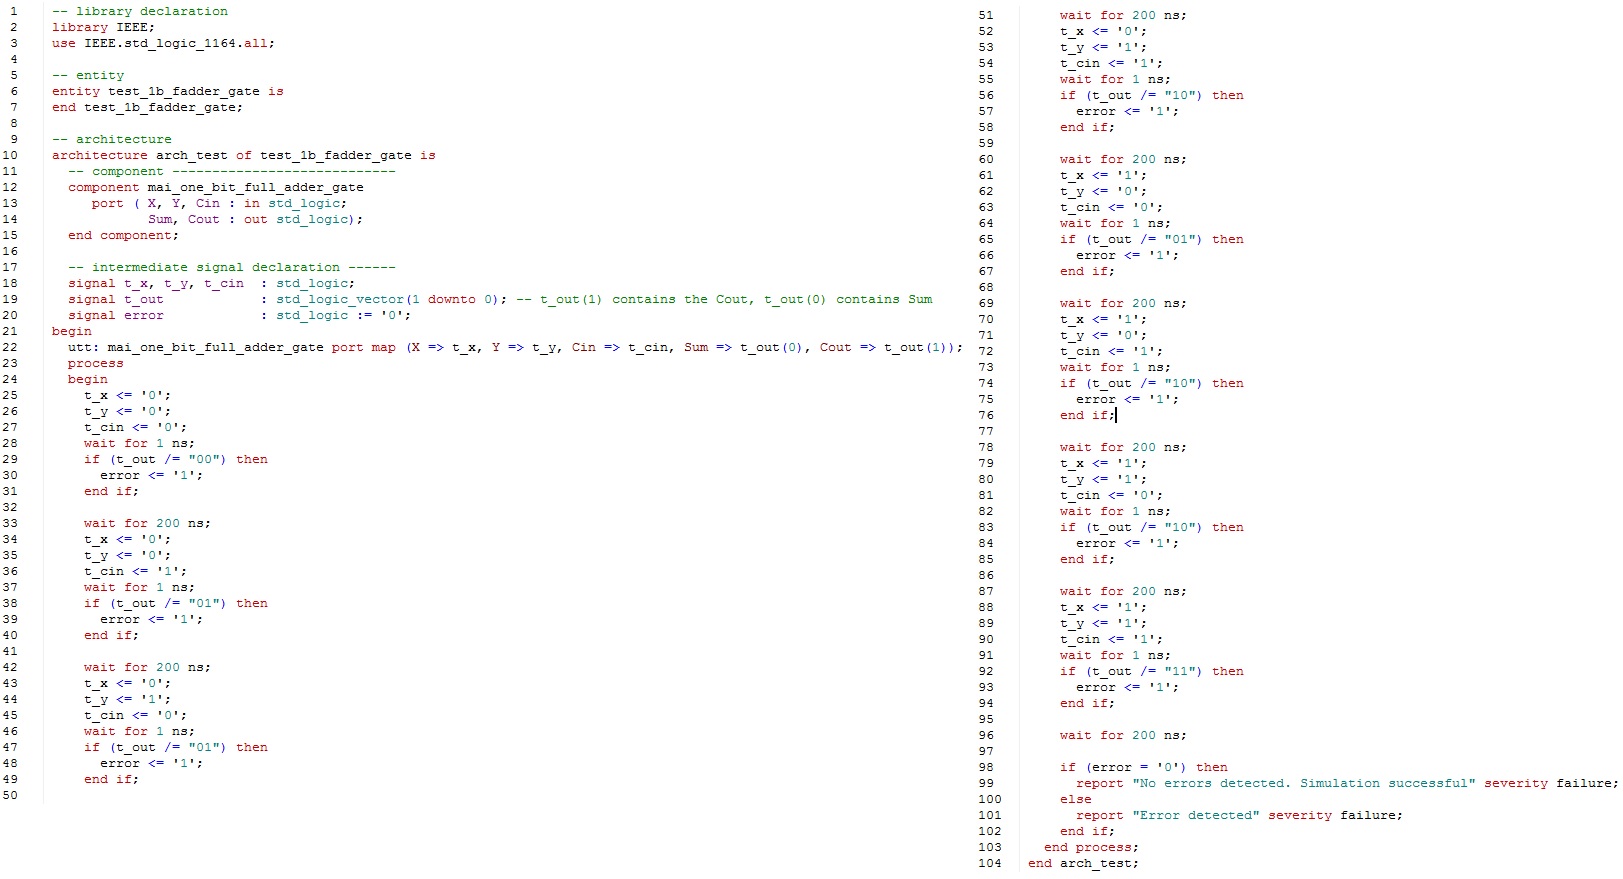 1 -- library declaration
2 library IEEE;
3 use IEEE.std_logic_1164.all;
4
5 -- entity
6 entity test_1b_fadder_gate is
7 end test_1b_fadder_gate;
8
9 -- architecture
10 architecture arch_test of test_1b_fadder_gate is
11 -- component ----------------------------
12 component mai_one_bit_full_adder_gate
13 port ( X, Y, Cin : in std_logic;
14 Sum, Cout : out std_logic);
15 end component;
16
17 -- intermediate signal declaration ------
18 signal t_x, t_y, t_cin : std_logic;
19 signal t_out : std_logic_vector(1 downto 0); -- t_out(1) contains the Cout, t_out(0) contains Sum
20 signal error : std_logic := '0';
21 begin
22 utt: mai_one_bit_full_adder_gate port map (X => t_x, Y => t_y, Cin => t_cin, Sum => t_out(0), Cout => t_out(1));
23 process
24 begin
25 t_x <= '0';
26 t_y <= '0';
27 t_cin <= '0';
28 wait for 1 ns;
29 if (t_out /= "00") then
30 error <= '1';
31 end if;
32
33 wait for 200 ns;
34 t_x <= '0';
35 t_y <= '0';
36 t_cin <= '1';
37 wait for 1 ns;
38 if (t_out /= "01") then
39 error <= '1';
40 end if;
41
42 wait for 200 ns;
43 t_x <= '0';
44 t_y <= '1';
45 t_cin <= '0';
46 wait for 1 ns;
47 if (t_out /= "01") then
48 error <= '1';
49 end if;
50
51 wait for 200 ns;
52 t_x <= '0';
53 t_y <= '1';
54 t_cin <= '1';
55 wait for 1 ns;
56 if (t_out /= "10") then
57 error <= '1';
58 end if;
59
60 wait for 200 ns;
61 t_x <= '1';
62 t_y <= '0';
63 t_cin <= '0';
64 wait for 1 ns;
65 if (t_out /= "01") then
66 error <= '1';
67 end if;
68
69 wait for 200 ns;
70 t_x <= '1';
71 t_y <= '0';
72 t_cin <= '1';
73 wait for 1 ns;
74 if (t_out /= "10") then
75 error <= '1';
76 end if;
77
78 wait for 200 ns;
79 t_x <= '1';
80 t_y <= '1';
81 t_cin <= '0';
82 wait for 1 ns;
83 if (t_out /= "10") then
84 error <= '1';
85 end if;
86
87 wait for 200 ns;
88 t_x <= '1';
89 t_y <= '1';
90 t_cin <= '1';
91 wait for 1 ns;
92 if (t_out /= "11") then
93 error <= '1';
94 end if;
95
96 wait for 200 ns;
97
98 if (error = '0') then
99 report "No errors detected. Simulation successful" severity failure;
100 else
101 report "Error detected" severity failure;
102 end if;
103 end process;
104 end arch_test;